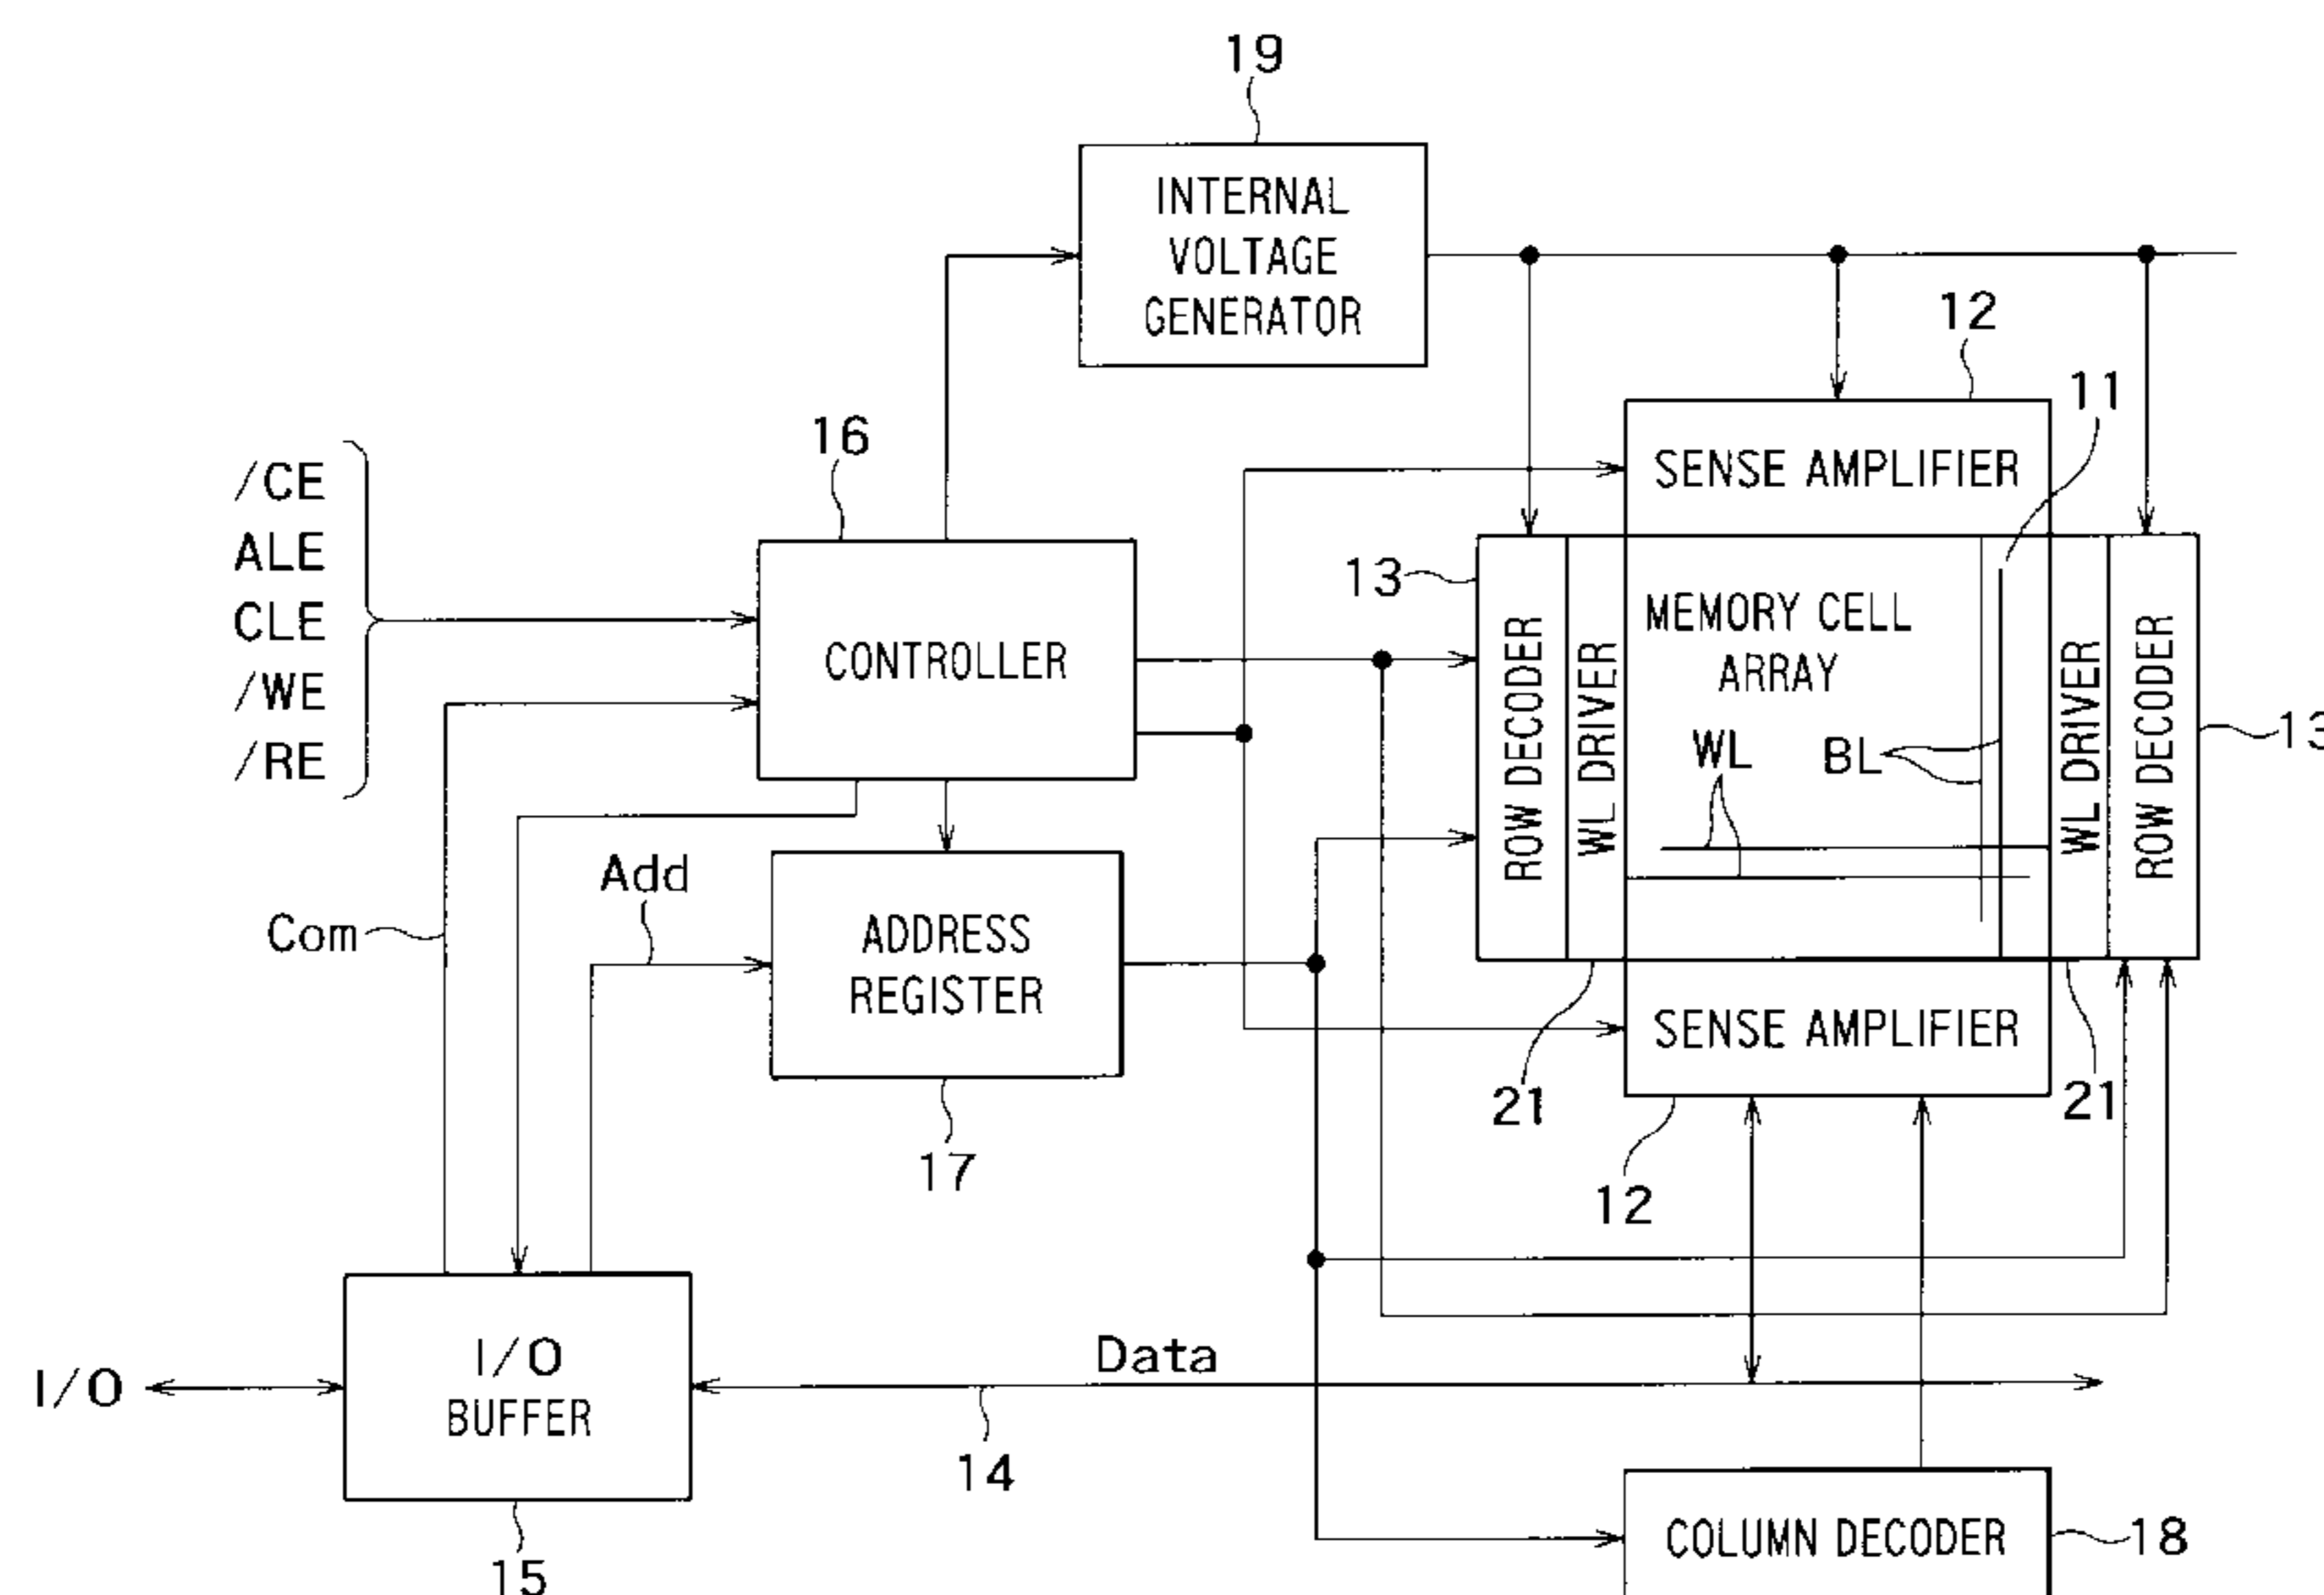 19
INTERNAL
VOLTAGE
GENERATOR
12
11
16
/CE
ALE
CLE
/WE
/RE
SENSE AMPLIFIER
CONTROLLER
13
ROW DECODER
WL DRIVER
MEMORY CELL
ARRAY
WL
BL
WL DRIVER
ROW DECODER
13
Add
Com
ADDRESS
REGISTER
SENSE AMPLIFIER
21
21
17
12
I/O
I/O
BUFFER
Data
14
15
COLUMN DECODER
18